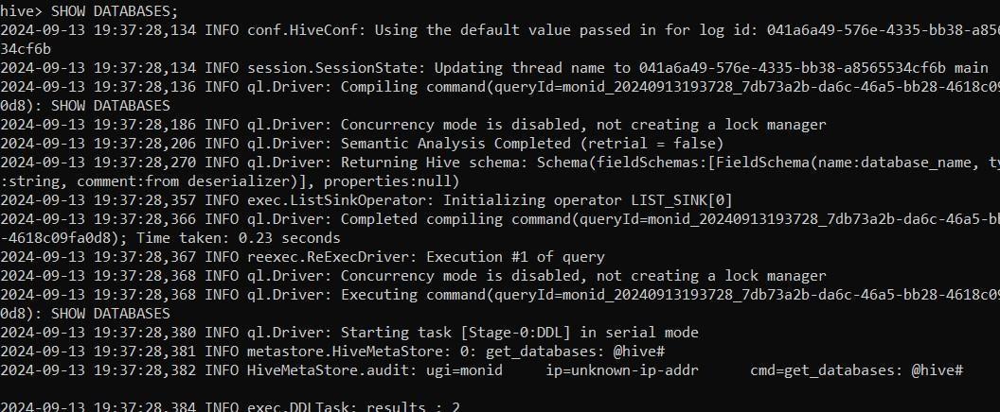 hive> SHOW DATABASES;
2024-09-13 19:37:28,134 INFO conf.HiveConf: Using the default value passed in for log id: 041a6a49-576e-4335-bb38-a856
34cf6b
2024-09-13 19:37:28,134 INFO session.SessionState: Updating thread name to 041a6a49-576e-4335-bb38-a8565534cf6b main
2024-09-13 19:37:28,136 INFO ql.Driver: Compiling command(queryId=monid_20240913193728_7db73a2b-da6c-46a5-bb28-4618c09
0d8): SHOW DATABASES
2024-09-13 19:37:28,186 INFO ql.Driver: Concurrency mode is disabled, not creating a lock manager
2024-09-13 19:37:28,206 INFO ql.Driver: Semantic Analysis Completed (retrial = false)
2024-09-13 19:37:28,270 INFO ql.Driver: Returning Hive schema: Schema(fieldSchemas:[FieldSchema(name:database_name, ty
:string, comment:from deserializer)], properties:null)
2024-09-13 19:37:28,357 INFO exec.ListSinkOperator: Initializing operator LIST_SINK[0]
2024-09-13 19:37:28,366 INFO ql.Driver: Completed compiling command(queryId=monid_20240913193728_7db73a2b-da6c-46a5-bb
-4618c09fa0d8); Time taken: 0.23 seconds
2024-09-13 19:37:28,367 INFO reexec.ReExecDriver: Execution #1 of query
2024-09-13 19:37:28,368 INFO ql.Driver: Concurrency mode is disabled, not creating a lock manager
2024-09-13 19:37:28,368 INFO ql.Driver: Executing command(queryId=monid_20240913193728_7db73a2b-da6c-46a5-bb28-4618c09
0d8): SHOW DATABASES
2024-09-13 19:37:28,380 INFO ql.Driver: Starting task [Stage-0:DDL] in serial mode
2024-09-13 19:37:28,381 INFO metastore.HiveMetaStore: 0: get_databases: @hive#
2024-09-13 19:37:28,382 INFO HiveMetaStore.audit: ugi=monid     ip=unknown-ip-addr      cmd=get_databases: @hive#
2024-09-13 19:37:28,384 INFO exec.DDLTask: results : 2